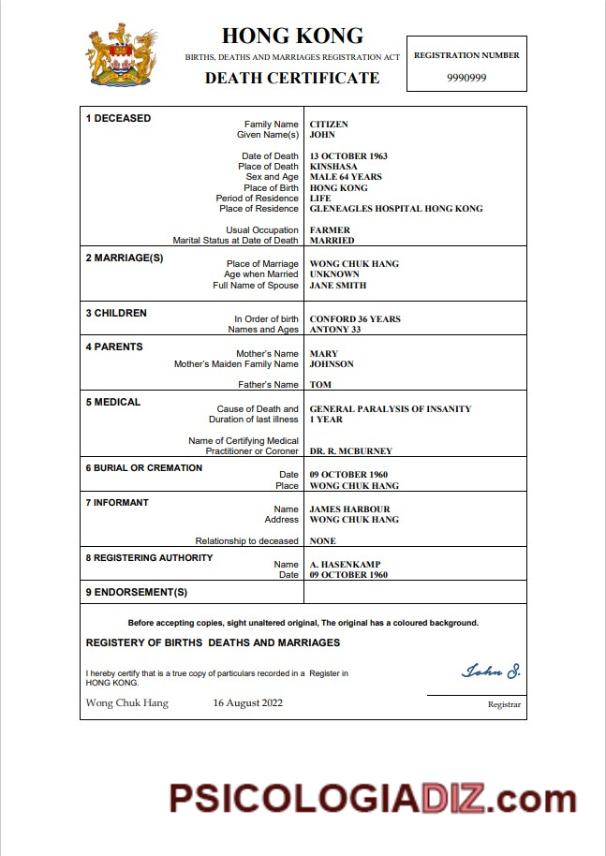 HONG KONG
BIRTHS, DEATHS AND MARRIAGES REGISTRATION ACT
DEATH CERTIFICATE
REGISTRATION NUMBER
9990999
1 DECEASED
Family Name CITIZEN
Given Name(s) JOHN
Date of Death 13 OCTOBER 1963
Place of Death KINSHASA
Sex and Age MALE 64 YEARS
Place of Birth HONG KONG
Period of Residence LIFE
Place of Residence GLENEAGLES HOSPITAL HONG KONG
Usual Occupation FARMER
Marital Status at Date of Death MARRIED
2 MARRIAGE(S)
Place of Marriage WONG CHUK HANG
Age when Married UNKNOWN
Full Name of Spouse JANE SMITH
3 CHILDREN
In Order of birth CONFORD 36 YEARS
Names and Ages ANTONY 33
4 PARENTS
Mother's Name MARY
Mother's Maiden Family Name JOHNSON
Father's Name TOM
5 MEDICAL
Cause of Death and GENERAL PARALYSIS OF INSANITY
Duration of last illness 1 YEAR
Name of Certifying Medical
Practitioner or Coroner DR. R. MCBURNEY
6 BURIAL OR CREMATION
Date 09 OCTOBER 1960
Place WONG CHUK HANG
7 INFORMANT
Name JAMES HARBOUR
Address WONG CHUK HANG
Relationship to deceased NONE
8 REGISTERING AUTHORITY
Name A. HASENKAMP
Date 09 OCTOBER 1960
9 ENDORSEMENT(S)
Before accepting copies, sight unaltered original, The original has a coloured background.
REGISTERY OF BIRTHS DEATHS AND MARRIAGES
I hereby certify that is a true copy of particulars recorded in a Register in
HONG KONG.
John S.
Wong Chuk Hang 16 August 2022
Registrar
PSICOLOGIADIZ.com